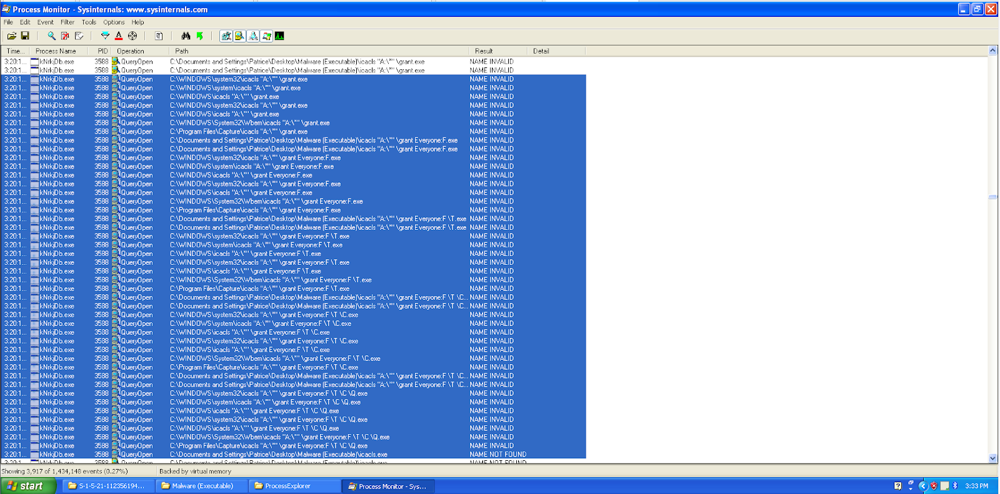 Process Monitor - Sysinternals: www.sysinternals.com
File Edit Event Filter Tools Options Help
Time... Process Name PID Operation Path Result Detail
3:20:1... kNrkjDb.exe 3588 QueryOpen C:\Documents and Settings\Patrice\Desktop\Malware (Executable)\icacls "A:\*" \grant.exe NAME INVALID
3:20:1... kNrkjDb.exe 3588 QueryOpen C:\Documents and Settings\Patrice\Desktop\Malware (Executable)\icacls "A:\*" \grant.exe NAME INVALID
3:20:1... kNrkjDb.exe 3588 QueryOpen C:\WINDOWS\system32\icacls "A:\*" \grant.exe NAME INVALID
3:20:1... kNrkjDb.exe 3588 QueryOpen C:\WINDOWS\system\icacls "A:\*" \grant.exe NAME INVALID
3:20:1... kNrkjDb.exe 3588 QueryOpen C:\WINDOWS\icacls "A:\*" \grant.exe NAME INVALID
3:20:1... kNrkjDb.exe 3588 QueryOpen C:\WINDOWS\system32\icacls "A:\*" \grant.exe NAME INVALID
3:20:1... kNrkjDb.exe 3588 QueryOpen C:\WINDOWS\icacls "A:\*" \grant.exe NAME INVALID
3:20:1... kNrkjDb.exe 3588 QueryOpen C:\WINDOWS\System32\Wbem\icacls "A:\*" \grant.exe NAME INVALID
3:20:1... kNrkjDb.exe 3588 QueryOpen C:\Program Files\Capture\icacls "A:\*" \grant.exe NAME INVALID
3:20:1... kNrkjDb.exe 3588 QueryOpen C:\Documents and Settings\Patrice\Desktop\Malware (Executable)\icacls "A:\*" \grant Everyone:F.exe NAME INVALID
3:20:1... kNrkjDb.exe 3588 QueryOpen C:\Documents and Settings\Patrice\Desktop\Malware (Executable)\icacls "A:\*" \grant Everyone:F.exe NAME INVALID
3:20:1... kNrkjDb.exe 3588 QueryOpen C:\WINDOWS\system32\icacls "A:\*" \grant Everyone:F.exe NAME INVALID
3:20:1... kNrkjDb.exe 3588 QueryOpen C:\WINDOWS\system\icacls "A:\*" \grant Everyone:F.exe NAME INVALID
3:20:1... kNrkjDb.exe 3588 QueryOpen C:\WINDOWS\icacls "A:\*" \grant Everyone:F.exe NAME INVALID
3:20:1... kNrkjDb.exe 3588 QueryOpen C:\WINDOWS\system32\icacls "A:\*" \grant Everyone:F.exe NAME INVALID
3:20:1... kNrkjDb.exe 3588 QueryOpen C:\WINDOWS\icacls "A:\*" \grant Everyone:F.exe NAME INVALID
3:20:1... kNrkjDb.exe 3588 QueryOpen C:\WINDOWS\System32\Wbem\icacls "A:\*" \grant Everyone:F.exe NAME INVALID
3:20:1... kNrkjDb.exe 3588 QueryOpen C:\Program Files\Capture\icacls "A:\*" \grant Everyone:F.exe NAME INVALID
3:20:1... kNrkjDb.exe 3588 QueryOpen C:\Documents and Settings\Patrice\Desktop\Malware (Executable)\icacls "A:\*" \grant Everyone:F \T.exe NAME INVALID
3:20:1... kNrkjDb.exe 3588 QueryOpen C:\Documents and Settings\Patrice\Desktop\Malware (Executable)\icacls "A:\*" \grant Everyone:F \T.exe NAME INVALID
3:20:1... kNrkjDb.exe 3588 QueryOpen C:\WINDOWS\system32\icacls "A:\*" \grant Everyone:F \T.exe NAME INVALID
3:20:1... kNrkjDb.exe 3588 QueryOpen C:\WINDOWS\system\icacls "A:\*" \grant Everyone:F \T.exe NAME INVALID
3:20:1... kNrkjDb.exe 3588 QueryOpen C:\WINDOWS\icacls "A:\*" \grant Everyone:F \T.exe NAME INVALID
3:20:1... kNrkjDb.exe 3588 QueryOpen C:\WINDOWS\system32\icacls "A:\*" \grant Everyone:F \T.exe NAME INVALID
3:20:1... kNrkjDb.exe 3588 QueryOpen C:\WINDOWS\icacls "A:\*" \grant Everyone:F \T.exe NAME INVALID
3:20:1... kNrkjDb.exe 3588 QueryOpen C:\WINDOWS\System32\Wbem\icacls "A:\*" \grant Everyone:F \T.exe NAME INVALID
3:20:1... kNrkjDb.exe 3588 QueryOpen C:\Program Files\Capture\icacls "A:\*" \grant Everyone:F \T.exe NAME INVALID
3:20:1... kNrkjDb.exe 3588 QueryOpen C:\Documents and Settings\Patrice\Desktop\Malware (Executable)\icacls "A:\*" \grant Everyone:F \T \C... NAME INVALID
3:20:1... kNrkjDb.exe 3588 QueryOpen C:\Documents and Settings\Patrice\Desktop\Malware (Executable)\icacls "A:\*" \grant Everyone:F \T \C... NAME INVALID
3:20:1... kNrkjDb.exe 3588 QueryOpen C:\WINDOWS\system32\icacls "A:\*" \grant Everyone:F \T \C.exe NAME INVALID
3:20:1... kNrkjDb.exe 3588 QueryOpen C:\WINDOWS\system\icacls "A:\*" \grant Everyone:F \T \C.exe NAME INVALID
3:20:1... kNrkjDb.exe 3588 QueryOpen C:\WINDOWS\icacls "A:\*" \grant Everyone:F \T \C.exe NAME INVALID
3:20:1... kNrkjDb.exe 3588 QueryOpen C:\WINDOWS\system32\icacls "A:\*" \grant Everyone:F \T \C.exe NAME INVALID
3:20:1... kNrkjDb.exe 3588 QueryOpen C:\WINDOWS\icacls "A:\*" \grant Everyone:F \T \C.exe NAME INVALID
3:20:1... kNrkjDb.exe 3588 QueryOpen C:\WINDOWS\System32\Wbem\icacls "A:\*" \grant Everyone:F \T \C.exe NAME INVALID
3:20:1... kNrkjDb.exe 3588 QueryOpen C:\Program Files\Capture\icacls "A:\*" \grant Everyone:F \T \C.exe NAME INVALID
3:20:1... kNrkjDb.exe 3588 QueryOpen C:\Documents and Settings\Patrice\Desktop\Malware (Executable)\icacls "A:\*" \grant Everyone:F \T \C... NAME INVALID
3:20:1... kNrkjDb.exe 3588 QueryOpen C:\Documents and Settings\Patrice\Desktop\Malware (Executable)\icacls "A:\*" \grant Everyone:F \T \C... NAME INVALID
3:20:1... kNrkjDb.exe 3588 QueryOpen C:\WINDOWS\system32\icacls "A:\*" \grant Everyone:F \T \C \Q.exe NAME INVALID
3:20:1... kNrkjDb.exe 3588 QueryOpen C:\WINDOWS\system\icacls "A:\*" \grant Everyone:F \T \C \Q.exe NAME INVALID
3:20:1... kNrkjDb.exe 3588 QueryOpen C:\WINDOWS\icacls "A:\*" \grant Everyone:F \T \C \Q.exe NAME INVALID
3:20:1... kNrkjDb.exe 3588 QueryOpen C:\WINDOWS\system32\icacls "A:\*" \grant Everyone:F \T \C \Q.exe NAME INVALID
3:20:1... kNrkjDb.exe 3588 QueryOpen C:\WINDOWS\icacls "A:\*" \grant Everyone:F \T \C \Q.exe NAME INVALID
3:20:1... kNrkjDb.exe 3588 QueryOpen C:\WINDOWS\System32\Wbem\icacls "A:\*" \grant Everyone:F \T \C \Q.exe NAME INVALID
3:20:1... kNrkjDb.exe 3588 QueryOpen C:\Program Files\Capture\icacls "A:\*" \grant Everyone:F \T \C \Q.exe NAME INVALID
3:20:1... kNrkjDb.exe 3588 QueryOpen C:\Documents and Settings\Patrice\Desktop\Malware (Executable)\icacls.exe NAME NOT FOUND
3:20:1... kNrkjDb.exe 3588 QueryOpen C:\Documents and Settings\Patrice\Desktop\Malware (Executable)\icacls.exe NAME NOT FOUND
Showing 3,917 of 1,434,148 events (0.27%) Backed by virtual memory
start S-1-5-21-112356194... Malware (Executable) ProcessExplorer Process Monitor - Sys... 3:33 PM